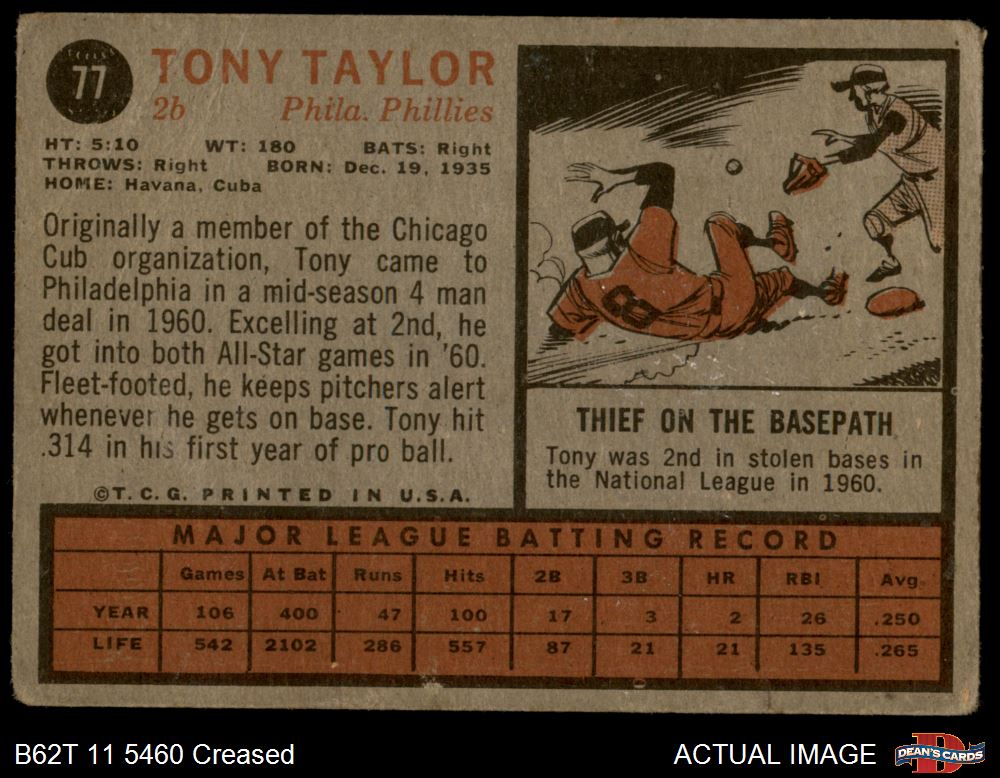 77
TONY TAYLOR
2b Phila. Phillies
HT: 5:10 WT: 180 BATS: Right
THROWS: Right BORN: Dec. 19, 1935
HOME: Havana, Cuba
Originally a member of the Chicago
Cub organization, Tony came to
Philadelphia in a mid-season 4 man
deal in 1960. Excelling at 2nd, he
got into both All-Star games in '60.
Fleet-footed, he keeps pitchers alert
whenever he gets on base. Tony hit
.314 in his first year of pro ball.
©T.C.G. PRINTED IN U.S.A.
8
THIEF ON THE BASEPATH
Tony was 2nd in stolen bases in
the National League in 1960.
MAJOR LEAGUE BATTING RECORD
Games At Bat Runs Hits 2B 3B HR RBI Avg.
YEAR 106 400 47 100 17 3 2 26 .250
LIFE 542 2102 286 557 87 21 21 135 .265
B62T 11 5460 Creased
ACTUAL IMAGE
DEAN'S CARDS